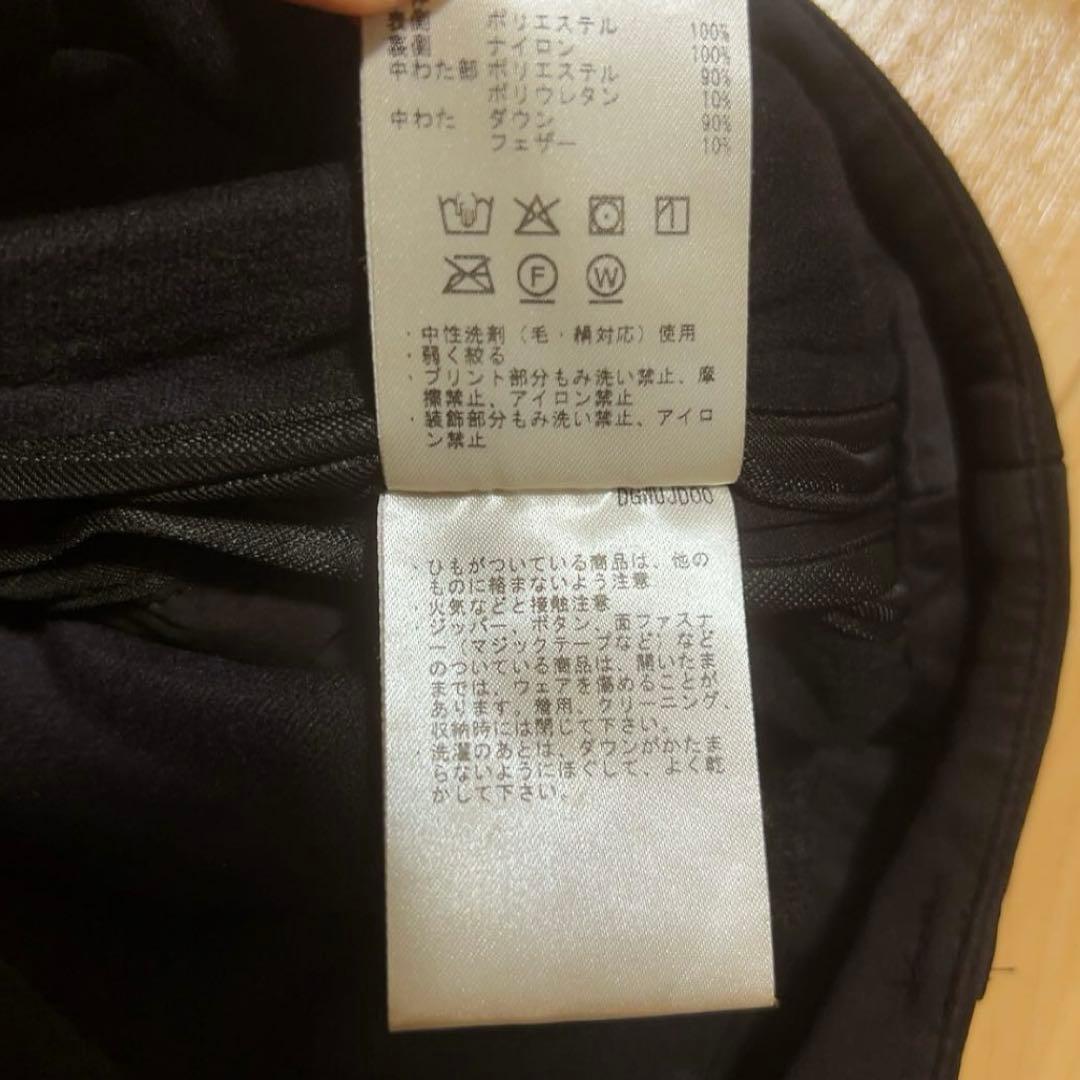 表側 ポリエステル 100%
裏側 ナイロン 100%
中わた部 ポリエステル 90%
ポリウレタン 10%
中わた ダウン 90%
フェザー 10%
F W
・中性洗剤（毛・絹対応）使用
・弱く絞る
・プリント部分もみ洗い禁止、摩
擦禁止、アイロン禁止
・装飾部分もみ洗い禁止、アイロ
ン禁止
DGMUJD00
・ひもがついている商品は、他の
ものに絡まないよう注意
・火気などと接触注意
・ジッパー、ボタン、面ファスナ
ー（マジックテープなど）など
のついている商品は、開いたま
までは、ウェアを傷めることが
あります。着用、クリーニング、
収納時には閉じて下さい。
・洗濯のあとは、ダウンがかたま
らないようにほぐして、よく乾
かして下さい。